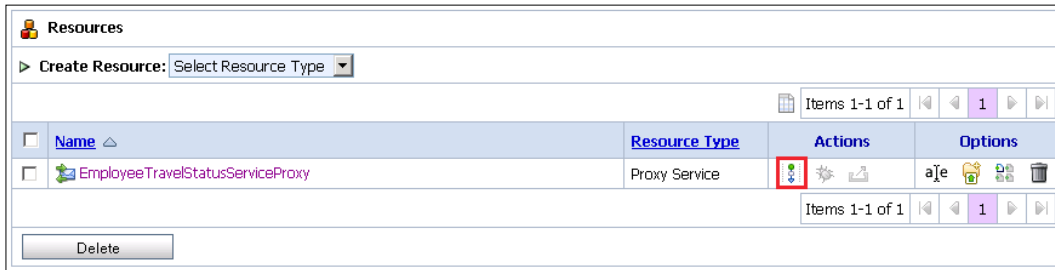 Resources
Create Resource: Select Resource Type
Items 1-1 of 1 1
Name Resource Type Actions Options
EmployeeTravelStatusServiceProxy Proxy Service
Items 1-1 of 1 1
Delete